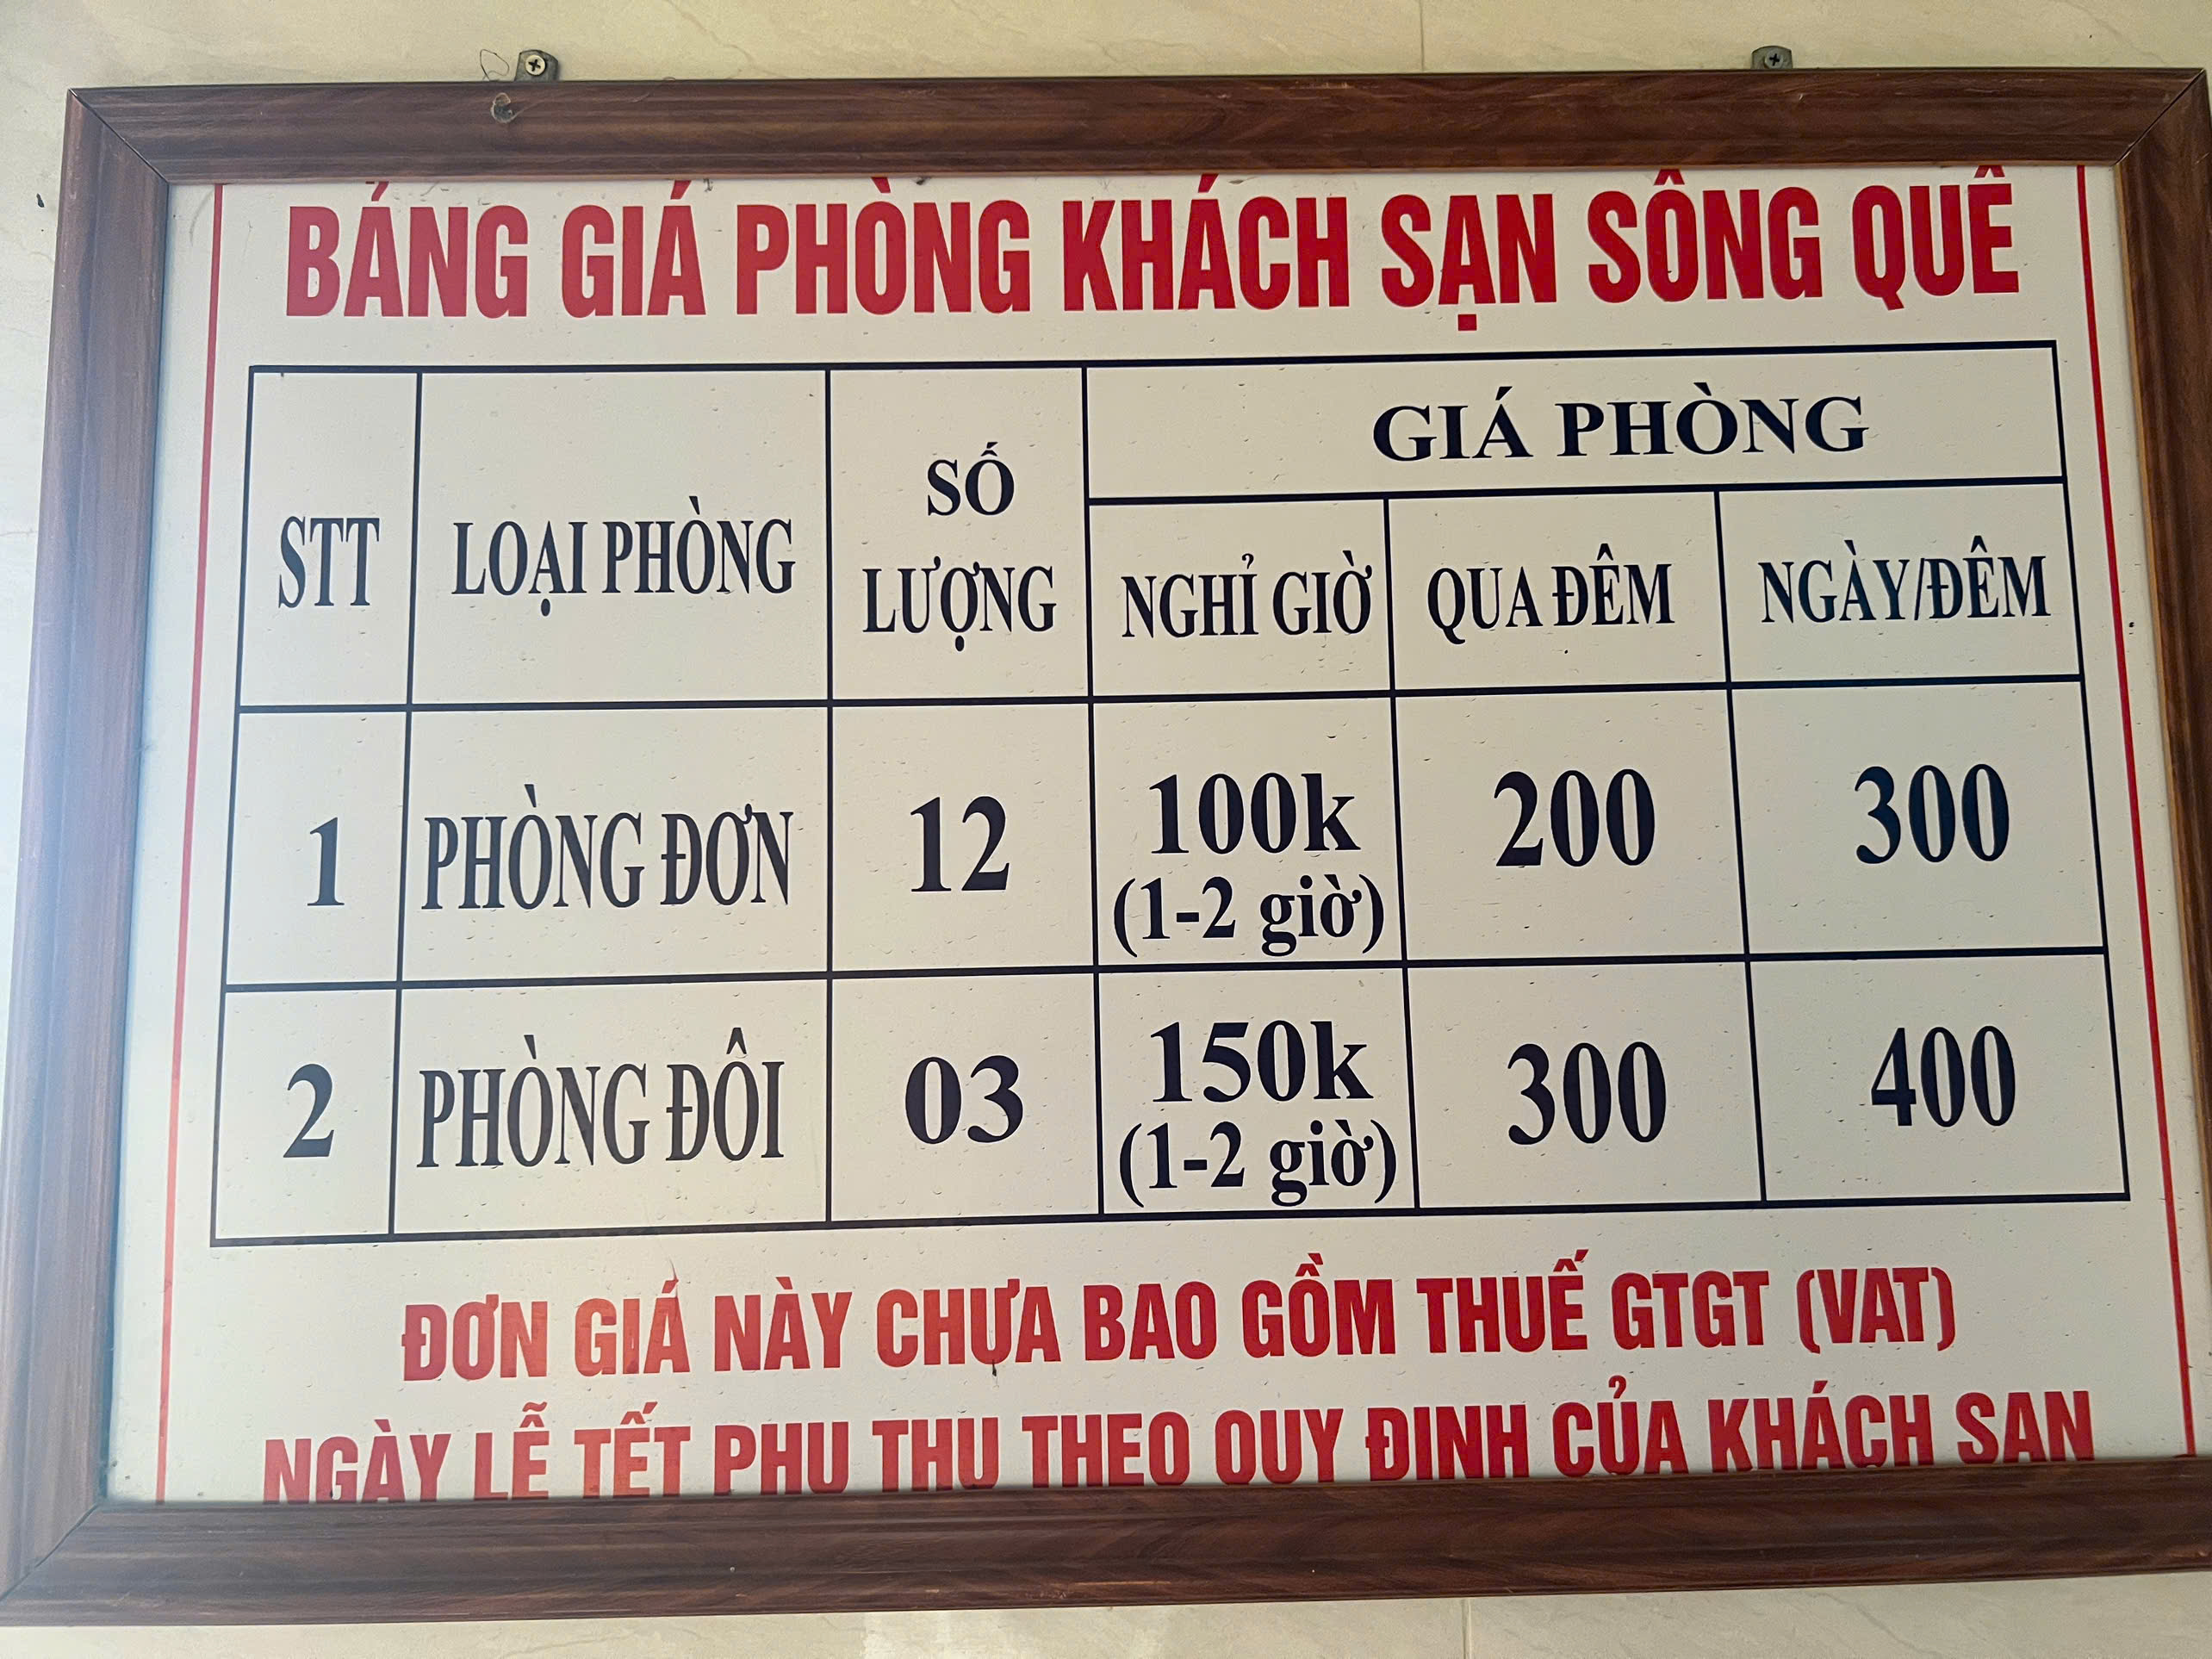 BẢNG GIÁ PHÒNG KHÁCH SẠN SÔNG QUÊ
STT
LOẠI PHÒNG
SỐ
LƯỢNG
GIÁ PHÒNG
NGHỈ GIỜ
QUA ĐÊM
NGÀY/ĐÊM
1
PHÒNG ĐƠN
12
100k
(1-2 giờ)
200
300
2
PHÒNG ĐÔI
03
150k
(1-2 giờ)
300
400
ĐƠN GIÁ NÀY CHƯA BAO GỒM THUẾ GTGT (VAT)
NGÀY LỄ TẾT PHỤ THU THEO QUY ĐỊNH CỦA KHÁCH SẠN